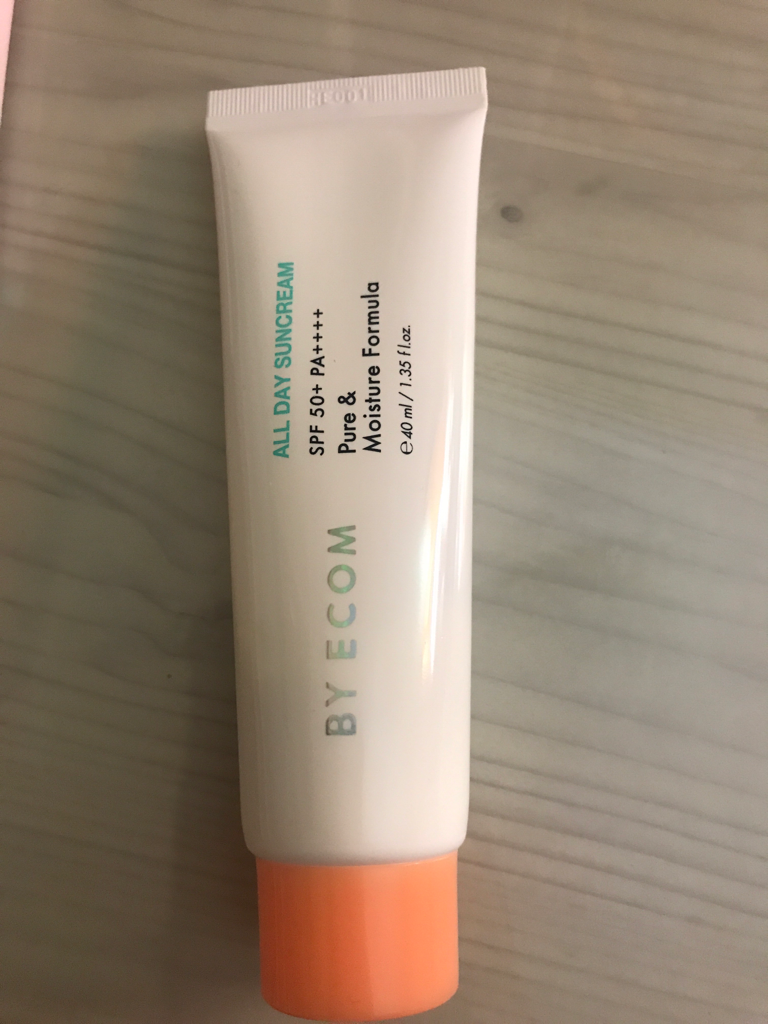 ALL DAY SUNCREAM
SPF 50+ PA++++
Pure &
Moisture Formula
℮40 ml / 1.35 fl.oz.
BY ECOM